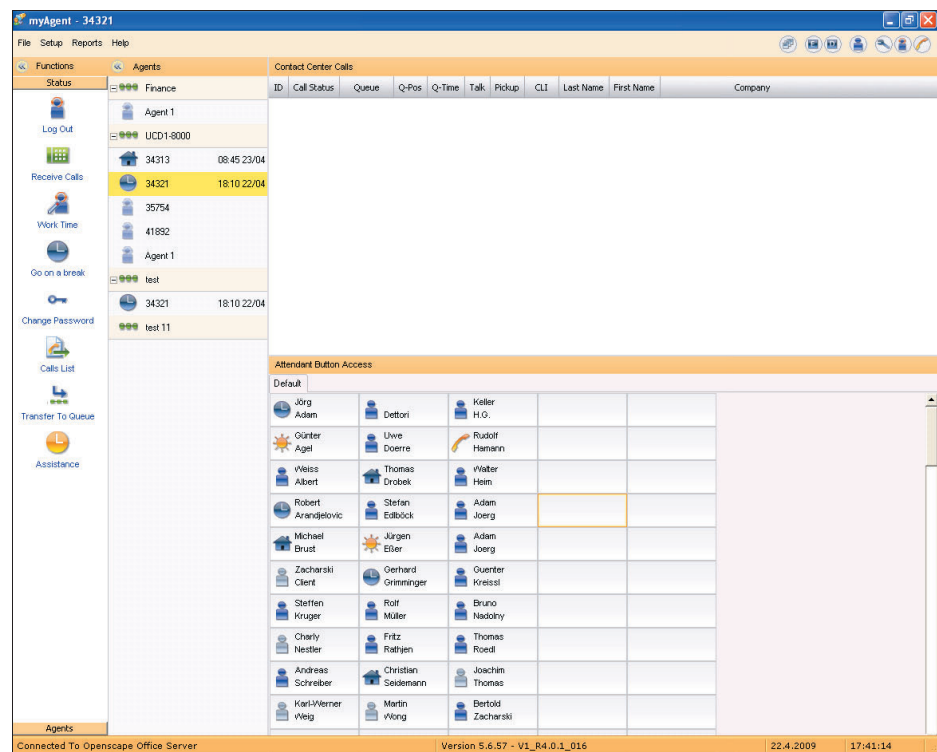 myAgent - 34321
File Setup Reports Help
Functions
Status
Log Out
Receive Calls
Work Time
Go on a break
Change Password
Calls List
Transfer To Queue
Assistance
Agents
Agents
Finance
Agent 1
UCD1-8000
34313 08:45 23/04
34321 18:10 22/04
35754
41892
Agent 1
test
34321 18:10 22/04
test 11
Contact Center Calls
ID Call Status Queue Q-Pos Q-Time Talk Pickup CLI Last Name First Name Company
Attendant Button Access
Default
Jörg
Adam
Dettori
Keller
H.G.
Günter
Agel
Uwe
Doerre
Rudolf
Hamann
Weiss
Albert
Thomas
Drobek
Walter
Heim
Robert
Arandjelovic
Stefan
Edlböck
Adam
Joerg
Michael
Brust
Jürgen
Eßer
Adam
Joerg
Zacharski
Client
Gerhard
Grimminger
Guenter
Kreissl
Steffen
Kruger
Rolf
Müller
Bruno
Nadolny
Charly
Nestler
Fritz
Rathjen
Thomas
Roedl
Andreas
Schreiber
Christian
Seidemann
Joachim
Thomas
Karl-Werner
Weig
Martin
Wong
Bertold
Zacharski
Connected To Openscape Office Server Version 5.6.57 - V1_R4.0.1_016 22.4.2009 17:41:14